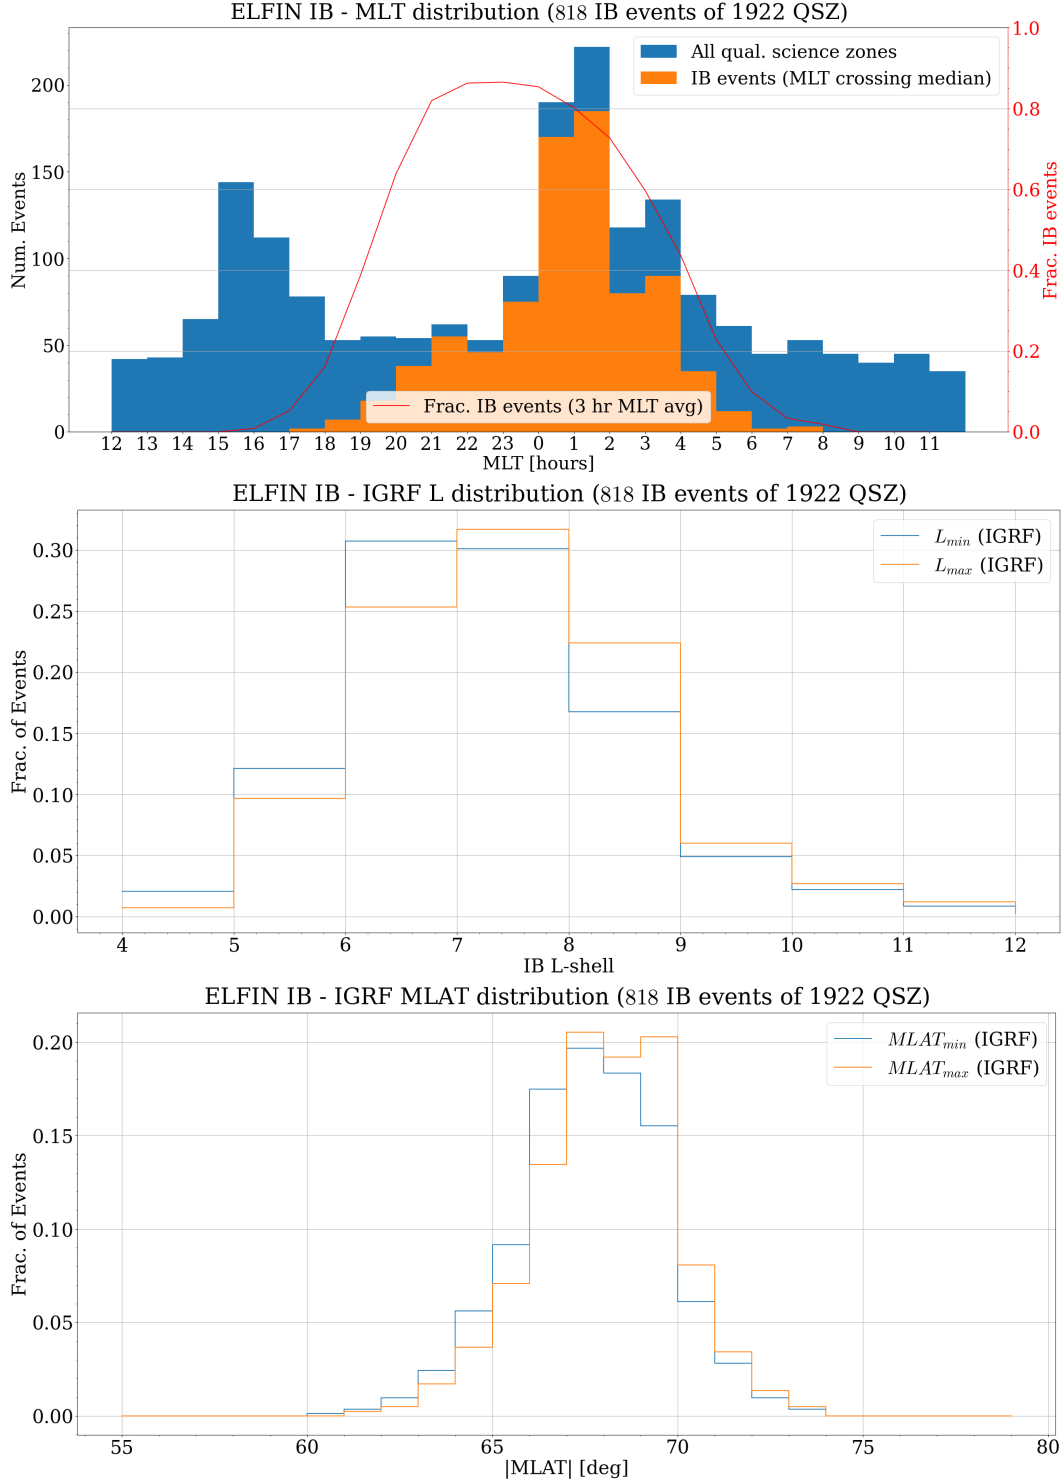 ELFIN IB - MLT distribution (818 IB events of 1922 QSZ)
All qual. science zones
IB events (MLT crossing median)
Frac. IB events (3 hr MLT avg)
Num. Events
0
50
100
150
200
Frac. IB events
0.0
0.2
0.4
0.6
0.8
1.0
12 13 14 15 16 17 18 19 20 21 22 23 0 1 2 3 4 5 6 7 8 9 10 11
MLT [hours]
ELFIN IB - IGRF L distribution (818 IB events of 1922 QSZ)
L_min (IGRF)
L_max (IGRF)
Frac. of Events
0.30
0.25
0.20
0.15
0.10
0.05
0.00
4 5 6 7 8 9 10 11 12
IB L-shell
ELFIN IB - IGRF MLAT distribution (818 IB events of 1922 QSZ)
MLAT_min (IGRF)
MLAT_max (IGRF)
Frac. of Events
0.20
0.15
0.10
0.05
0.00
55 60 65 70 75 80
|MLAT| [deg]